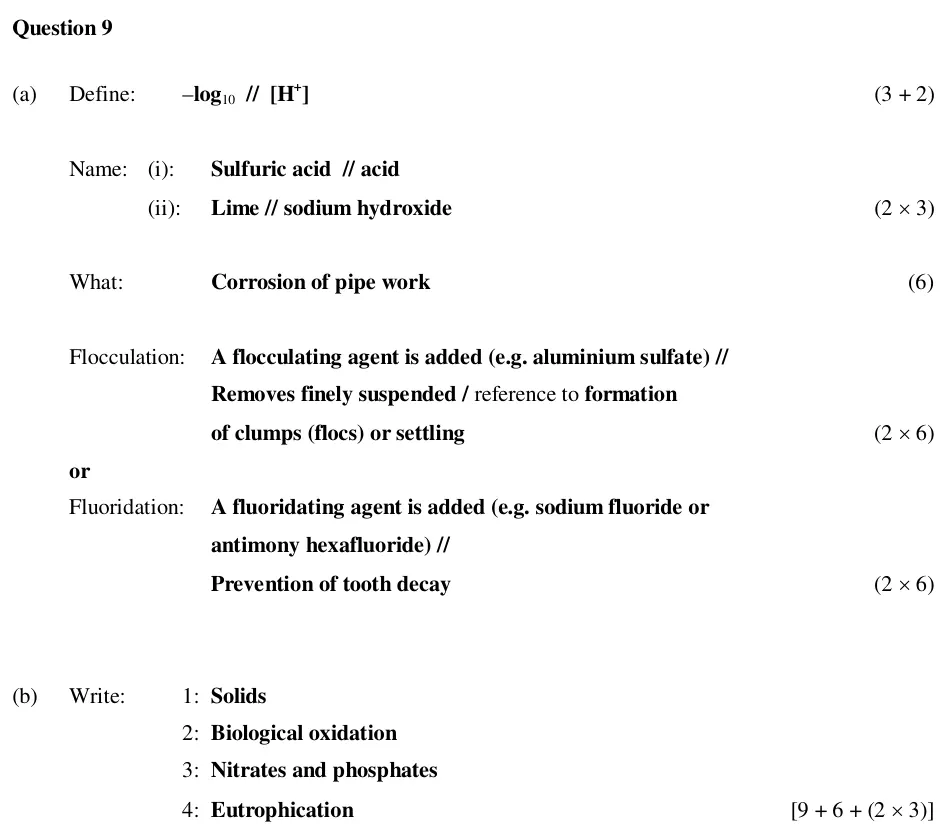 Question 9
(a) Define: –log₁₀ // [H⁺] (3 + 2)
Name: (i): Sulfuric acid // acid
(ii): Lime // sodium hydroxide (2 × 3)
What: Corrosion of pipe work (6)
Flocculation: A flocculating agent is added (e.g. aluminium sulfate) //
Removes finely suspended / reference to formation
of clumps (flocs) or settling (2 × 6)
or
Fluoridation: A fluoridating agent is added (e.g. sodium fluoride or
antimony hexafluoride) //
Prevention of tooth decay (2 × 6)
(b) Write: 1: Solids
2: Biological oxidation
3: Nitrates and phosphates
4: Eutrophication [9 + 6 + (2 × 3)]